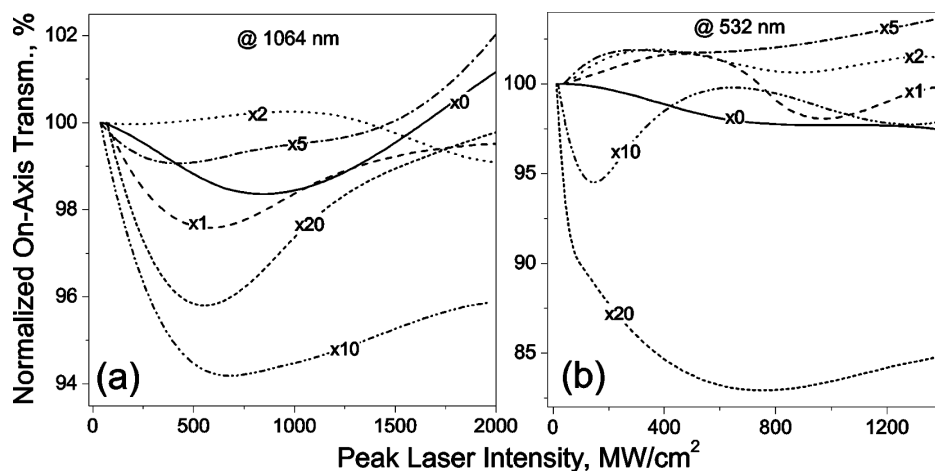 Normalized On-Axis Transm., %
102
100
98
96
94
@ 1064 nm
x2
x0
x5
x1
x20
x10
(a)
0
500
1000
1500
2000
100
95
90
85
@ 532 nm
x5
x2
x1
x0
x10
x20
(b)
0
400
800
1200
Peak Laser Intensity, MW/cm²